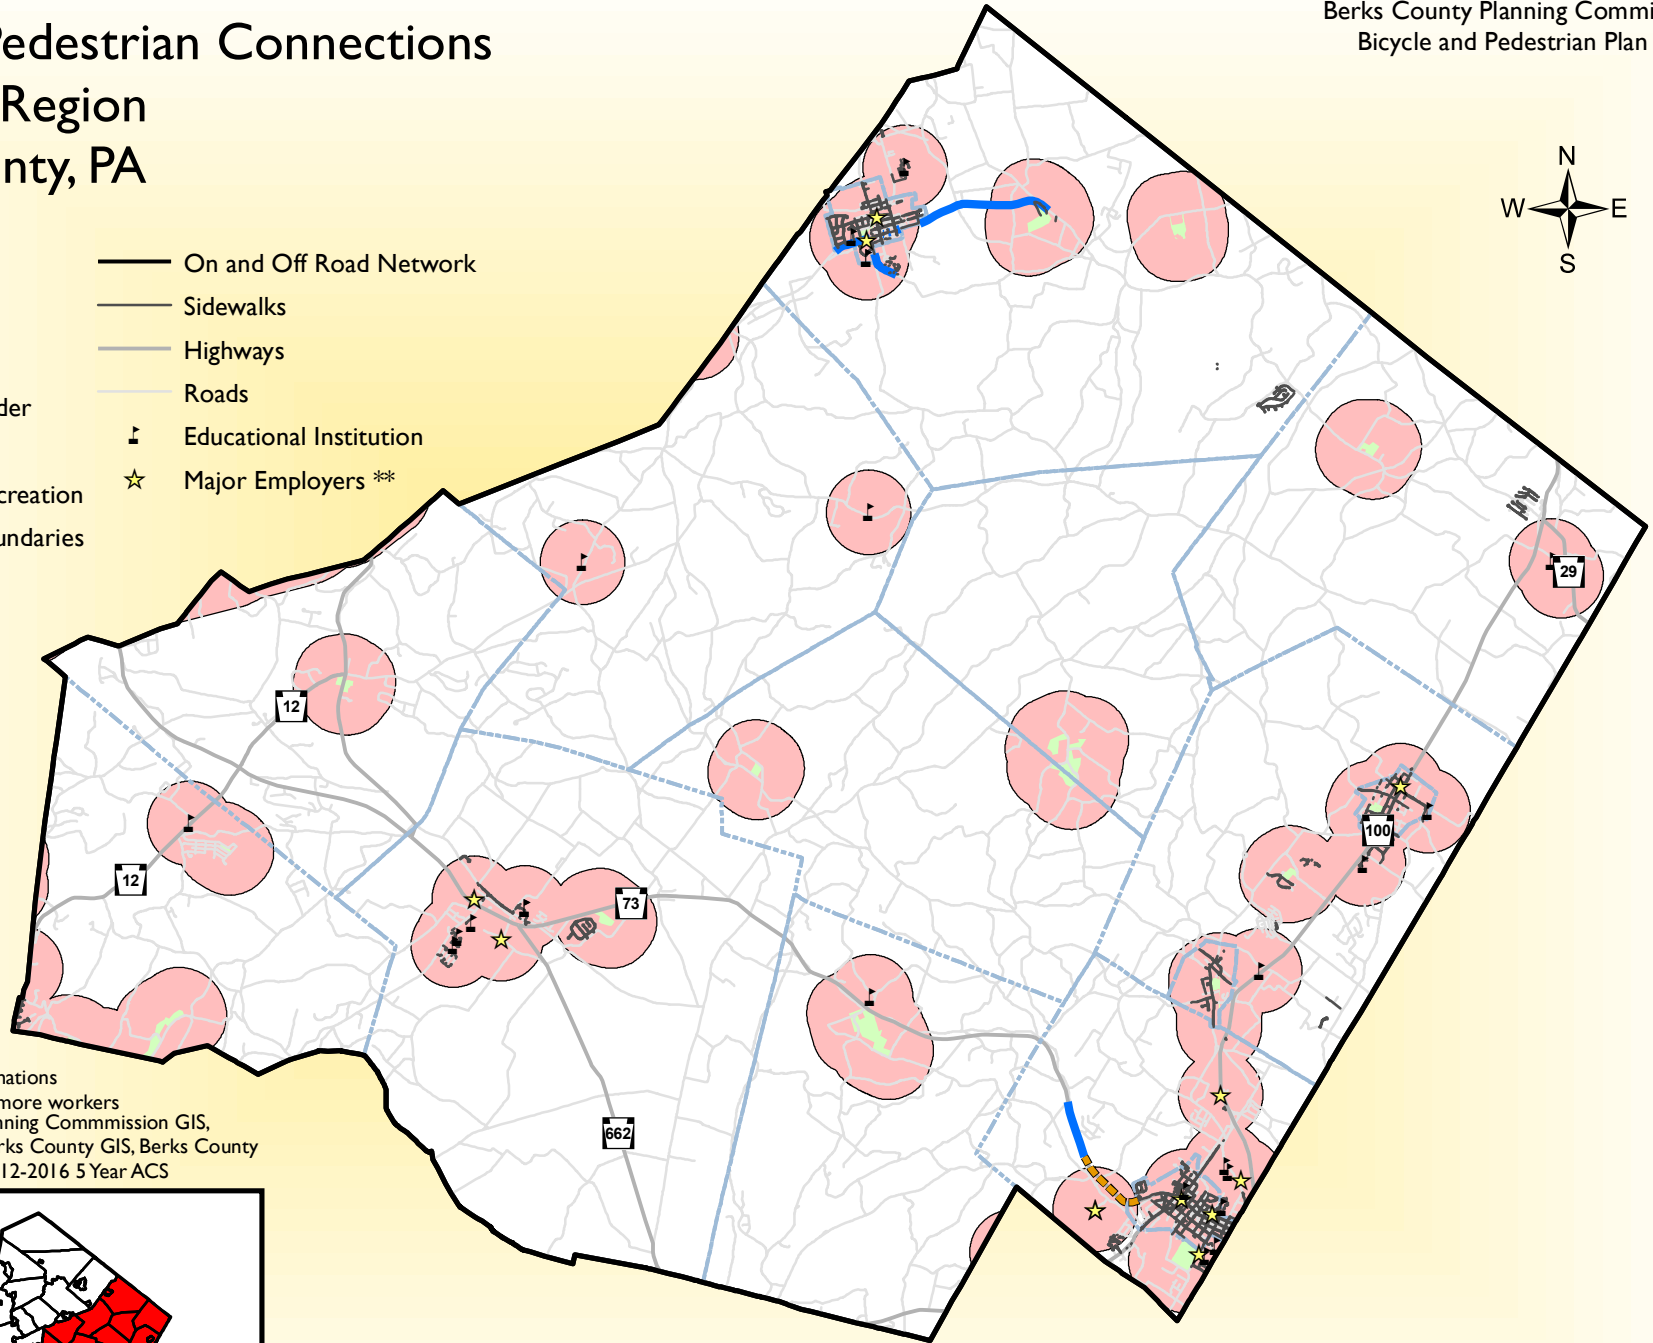 Pedestrian Connections
Region
nty, PA
Berks County Planning Commi
Bicycle and Pedestrian Plan
N
W E
S
On and Off Road Network
Sidewalks
Highways
Roads
der
Educational Institution
Major Employers **
creation
undaries
29
12
100
12
73
662
nations
more workers
nning Commmission GIS,
rks County GIS, Berks County
12-2016 5 Year ACS